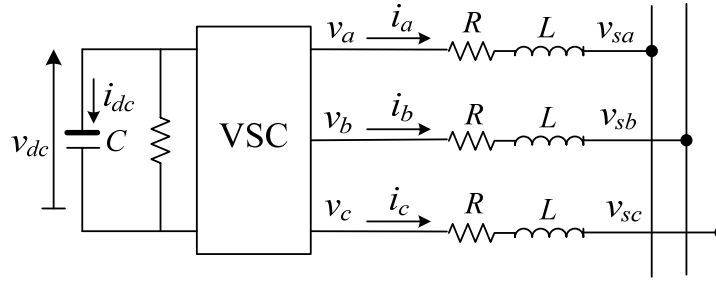 v_a i_a R L v_sa
i_dc
v_dc C VSC v_b i_b R L v_sb
v_c i_c R L v_sc